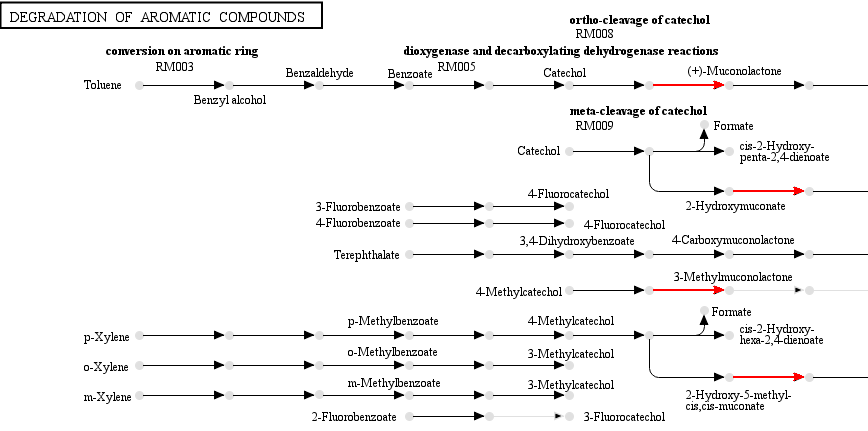 DEGRADATION OF AROMATIC COMPOUNDS
ortho-cleavage of catechol
RM008
conversion on aromatic ring
RM003
dioxygenase and decarboxylating dehydrogenase reactions
RM005
Toluene
Benzyl alcohol
Benzaldehyde
Benzoate
Catechol
(+)-Muconolactone
meta-cleavage of catechol
RM009
Formate
Catechol
cis-2-Hydroxy-
penta-2,4-dienoate
2-Hydroxymuconate
3-Fluorobenzoate
4-Fluorocatechol
4-Fluorobenzoate
4-Fluorocatechol
Terephthalate
3,4-Dihydroxybenzoate
4-Carboxymuconolactone
4-Methylcatechol
3-Methylmuconolactone
Formate
p-Xylene
p-Methylbenzoate
4-Methylcatechol
cis-2-Hydroxy-
hexa-2,4-dienoate
o-Xylene
o-Methylbenzoate
3-Methylcatechol
m-Xylene
m-Methylbenzoate
3-Methylcatechol
2-Hydroxy-5-methyl-
cis,cis-muconate
2-Fluorobenzoate
3-Fluorocatechol